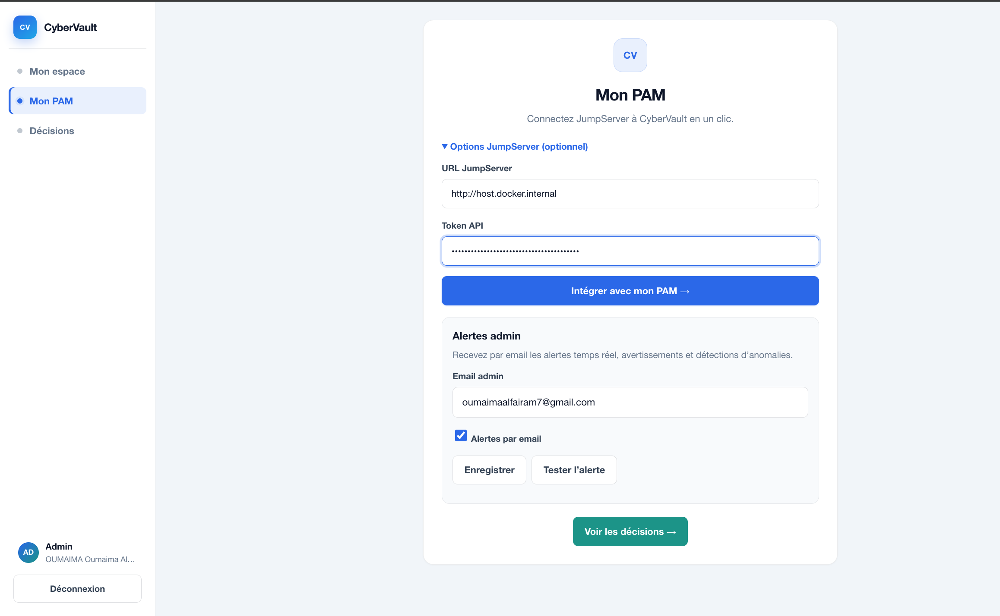 CV
CyberVault
Mon espace
Mon PAM
Décisions
CV
Mon PAM
Connectez JumpServer à CyberVault en un clic.
▼ Options JumpServer (optionnel)
URL JumpServer
http://host.docker.internal
Token API
••••••••••••••••••••••••••••••••••••••••
Intégrer avec mon PAM →
Alertes admin
Recevez par email les alertes temps réel, avertissements et détections d’anomalies.
Email admin
oumaimaalfairam7@gmail.com
Alertes par email
Enregistrer
Tester l’alerte
Voir les décisions →
AD
Admin
OUMAIMA Oumaima Al...
Déconnexion